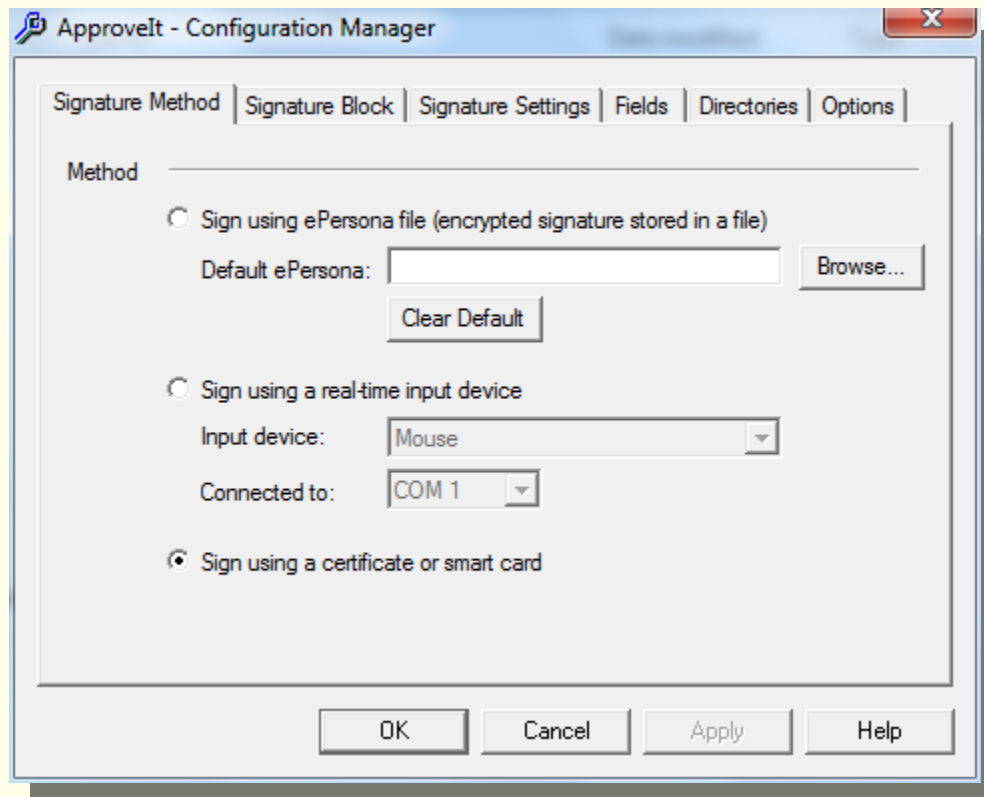 ApproveIt - Configuration Manager
Signature Method Signature Block Signature Settings Fields Directories Options
Method
Sign using ePersona file (encrypted signature stored in a file)
Default ePersona: Browse...
Clear Default
Sign using a real-time input device
Input device: Mouse
Connected to: COM 1
Sign using a certificate or smart card
OK Cancel Apply Help